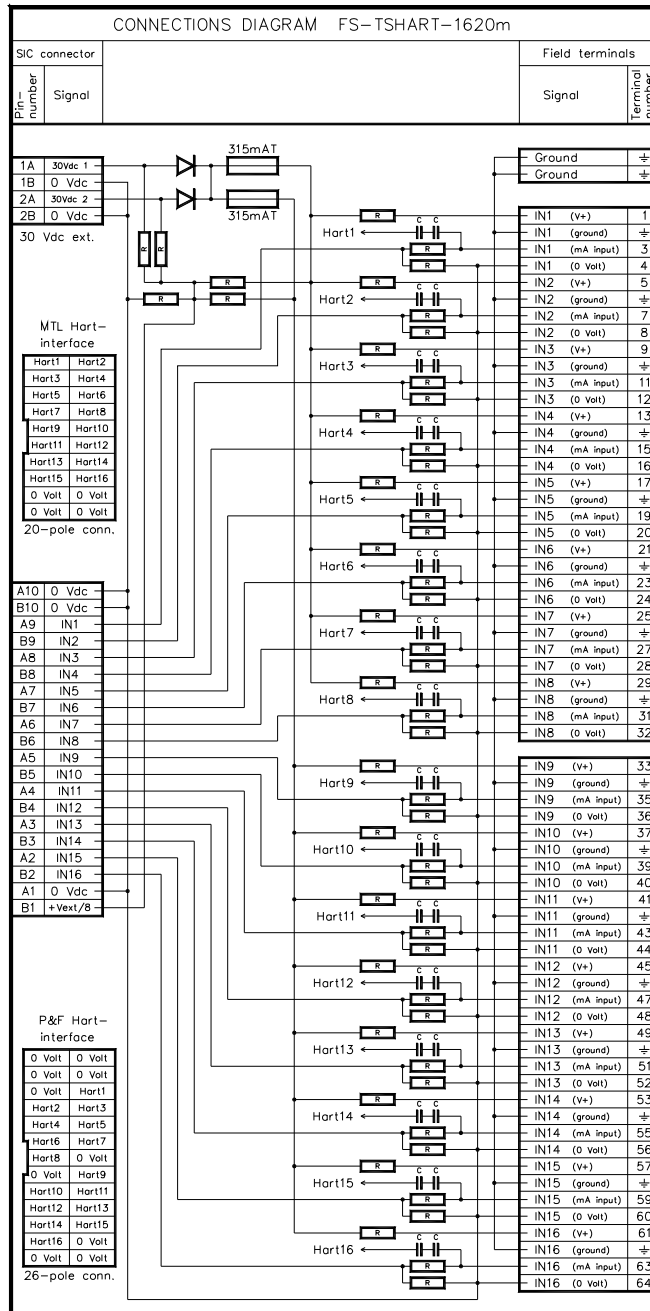 CONNECTIONS DIAGRAM FS-TSHART-1620m
SIC connector
Pin-number
Signal
Field terminals
Signal
Terminal number
1A 30Vdc 1
1B 0 Vdc
2A 30Vdc 2
2B 0 Vdc
30 Vdc ext.
315mAT
315mAT
R R
R
R R
MTL Hart-
interface
Hart1 Hart2
Hart3 Hart4
Hart5 Hart6
Hart7 Hart8
Hart9 Hart10
Hart11 Hart12
Hart13 Hart14
Hart15 Hart16
0 Volt 0 Volt
0 Volt 0 Volt
20-pole conn.
A10 0 Vdc
B10 0 Vdc
A9 IN1
B9 IN2
A8 IN3
B8 IN4
A7 IN5
B7 IN6
A6 IN7
B6 IN8
A5 IN9
B5 IN10
A4 IN11
B4 IN12
A3 IN13
B3 IN14
A2 IN15
B2 IN16
A1 0 Vdc
B1 +Vext/8
P&F Hart-
interface
0 Volt 0 Volt
0 Volt 0 Volt
0 Volt Hart1
Hart2 Hart3
Hart4 Hart5
Hart6 Hart7
Hart8 0 Volt
0 Volt Hart9
Hart10 Hart11
Hart12 Hart13
Hart14 Hart15
Hart16 0 Volt
0 Volt 0 Volt
26-pole conn.
Ground
Ground
R IN1 (V+) 1
Hart1 C C IN1 (ground)
R IN1 (mA input) 3
R IN1 (0 Volt) 4
R IN2 (V+) 5
Hart2 C C IN2 (ground)
R IN2 (mA input) 7
R IN2 (0 Volt) 8
R IN3 (V+) 9
Hart3 C C IN3 (ground)
R IN3 (mA input) 11
R IN3 (0 Volt) 12
R IN4 (V+) 13
Hart4 C C IN4 (ground)
R IN4 (mA input) 15
R IN4 (0 Volt) 16
R IN5 (V+) 17
Hart5 C C IN5 (ground)
R IN5 (mA input) 19
R IN5 (0 Volt) 20
R IN6 (V+) 21
Hart6 C C IN6 (ground)
R IN6 (mA input) 23
R IN6 (0 Volt) 24
R IN7 (V+) 25
Hart7 C C IN7 (ground)
R IN7 (mA input) 27
R IN7 (0 Volt) 28
R IN8 (V+) 29
Hart8 C C IN8 (ground)
R IN8 (mA input) 31
R IN8 (0 Volt) 32
R IN9 (V+) 33
Hart9 C C IN9 (ground)
R IN9 (mA input) 35
R IN9 (0 Volt) 36
R IN10 (V+) 37
Hart10 C C IN10 (ground)
R IN10 (mA input) 39
R IN10 (0 Volt) 40
R IN11 (V+) 41
Hart11 C C IN11 (ground)
R IN11 (mA input) 43
R IN11 (0 Volt) 44
R IN12 (V+) 45
Hart12 C C IN12 (ground)
R IN12 (mA input) 47
R IN12 (0 Volt) 48
R IN13 (V+) 49
Hart13 C C IN13 (ground)
R IN13 (mA input) 51
R IN13 (0 Volt) 52
R IN14 (V+) 53
Hart14 C C IN14 (ground)
R IN14 (mA input) 55
R IN14 (0 Volt) 56
R IN15 (V+) 57
Hart15 C C IN15 (ground)
R IN15 (mA input) 59
R IN15 (0 Volt) 60
R IN16 (V+) 61
Hart16 C C IN16 (ground)
R IN16 (mA input) 63
R IN16 (0 Volt) 64